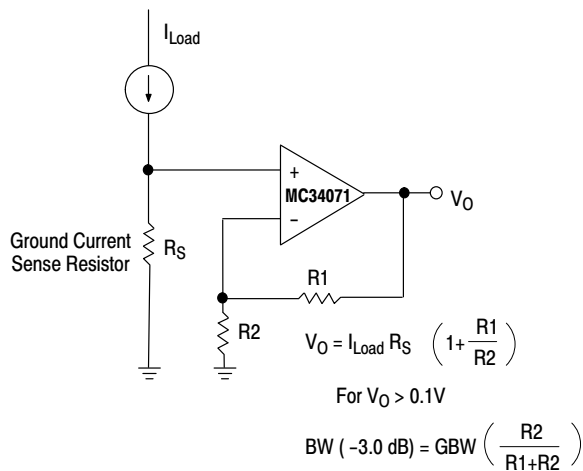 I_Load
+
MC34071
−
V_O
Ground Current
Sense Resistor
R_S
R1
R2
V_O = I_Load R_S (1+ R1/R2)
For V_O > 0.1V
BW ( −3.0 dB) = GBW (R2/R1+R2)